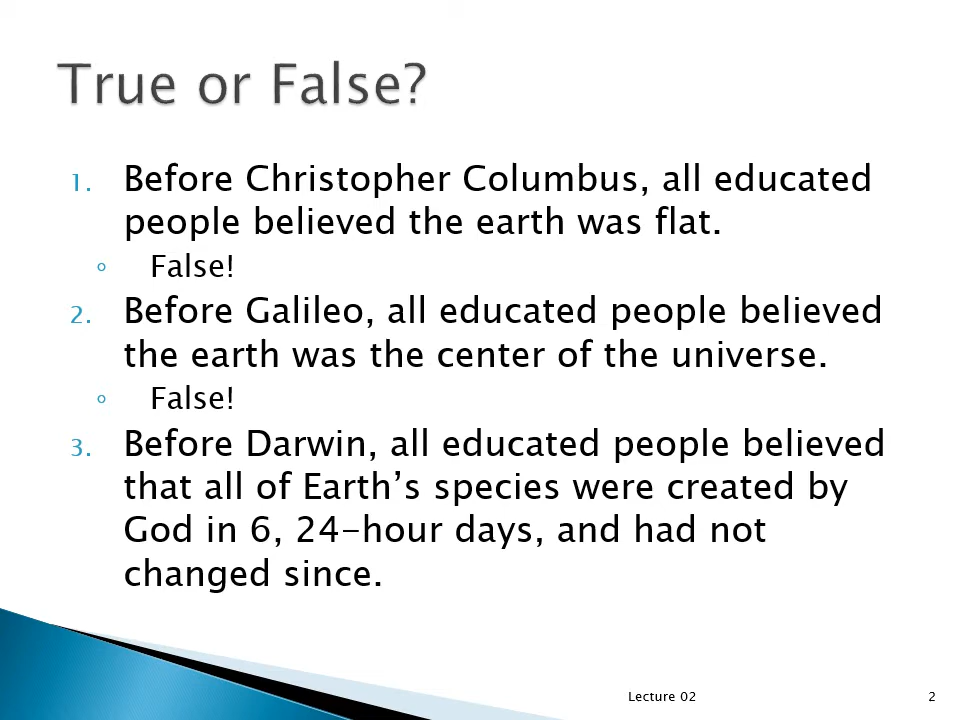 True or False?
1. Before Christopher Columbus, all educated
people believed the earth was flat.
◦ False!
2. Before Galileo, all educated people believed
the earth was the center of the universe.
◦ False!
3. Before Darwin, all educated people believed
that all of Earth’s species were created by
God in 6, 24-hour days, and had not
changed since.
Lecture 02
2